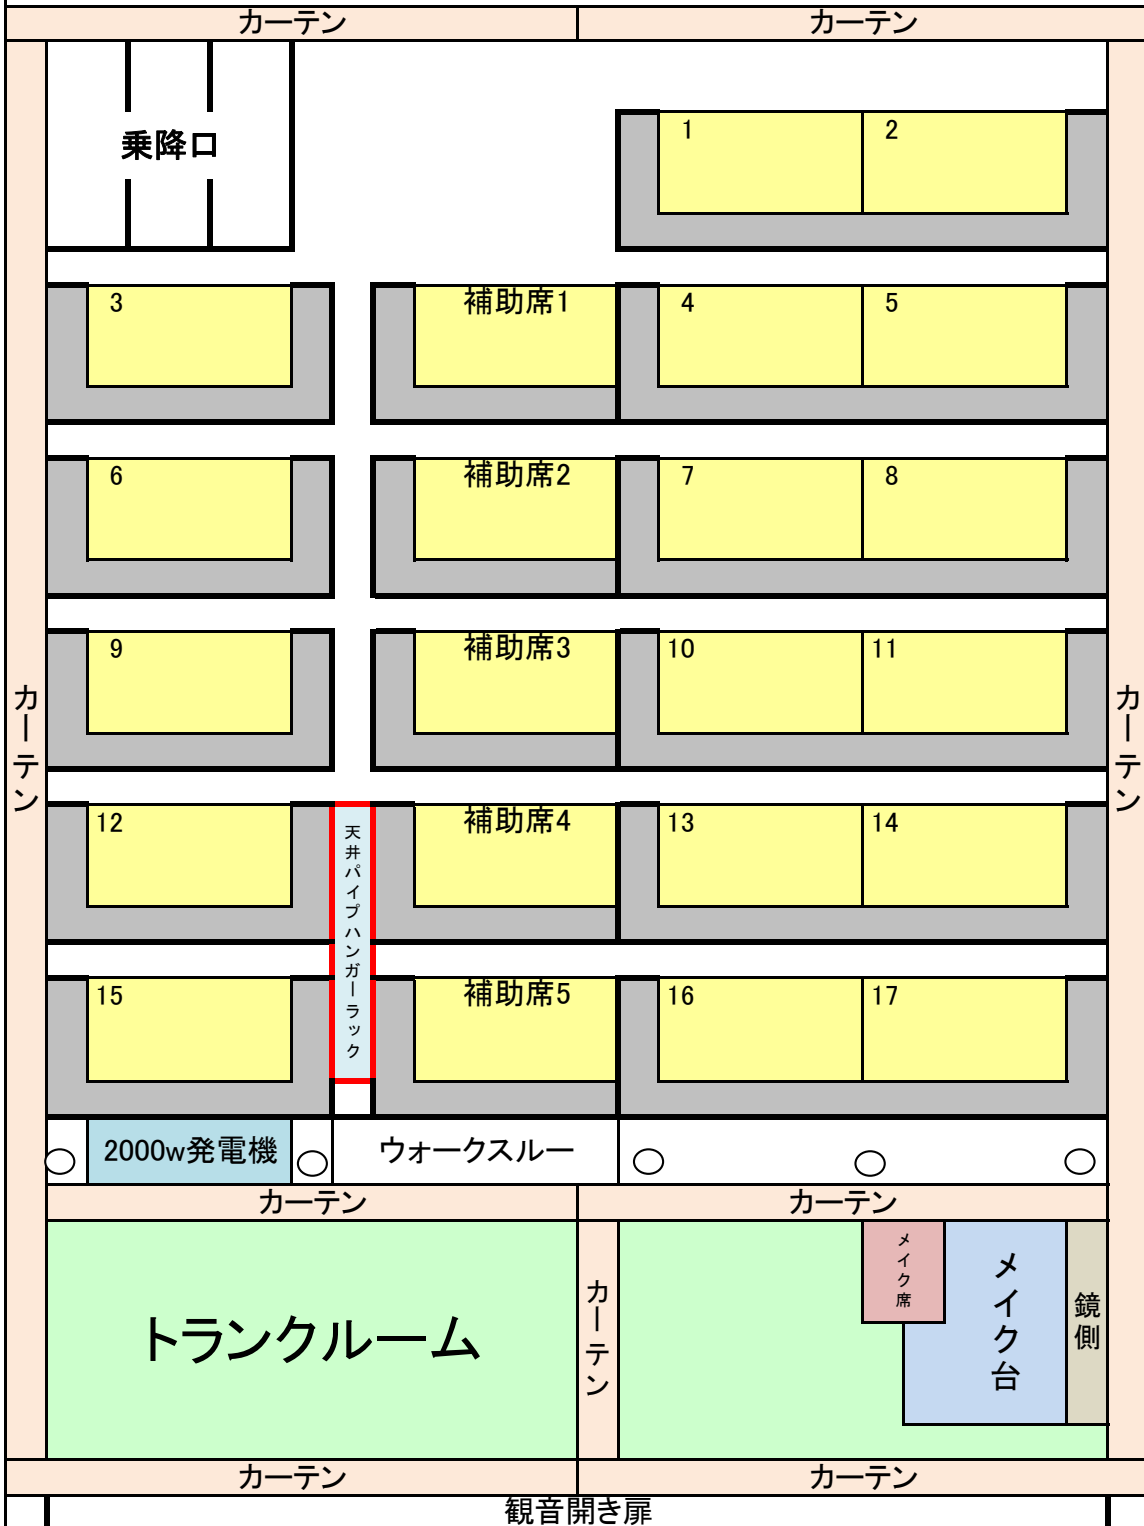 カーテン
カーテン
乗降口
1
2
3
補助席1
4
5
6
補助席2
7
8
9
補助席3
10
11
カーテン
カーテン
12
天井パイプハンガーラック
補助席4
13
14
15
補助席5
16
17
2000w発電機
ウォークスルー
カーテン
カーテン
トランクルーム
カーテン
メイク席
メイク台
鏡側
カーテン
カーテン
観音開き扉